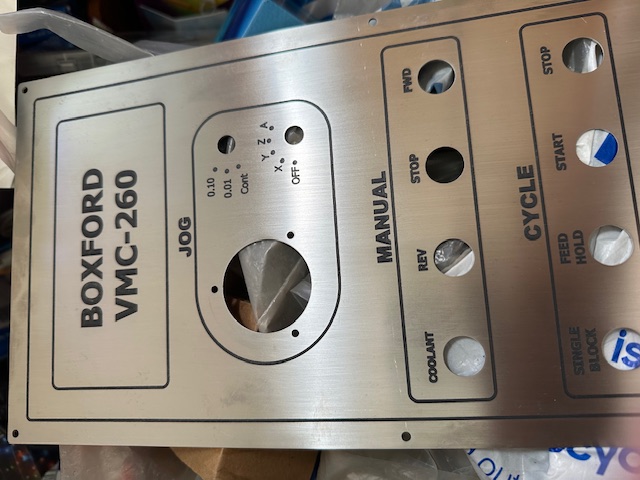 BOXFORD
VMC-260
JOG
0.10
0.01
Cont
X
Y
Z
A
OFF
MANUAL
FWD
STOP
REV
COOLANT
CYCLE
STOP
START
FEED
HOLD
SINGLE
BLOCK
is